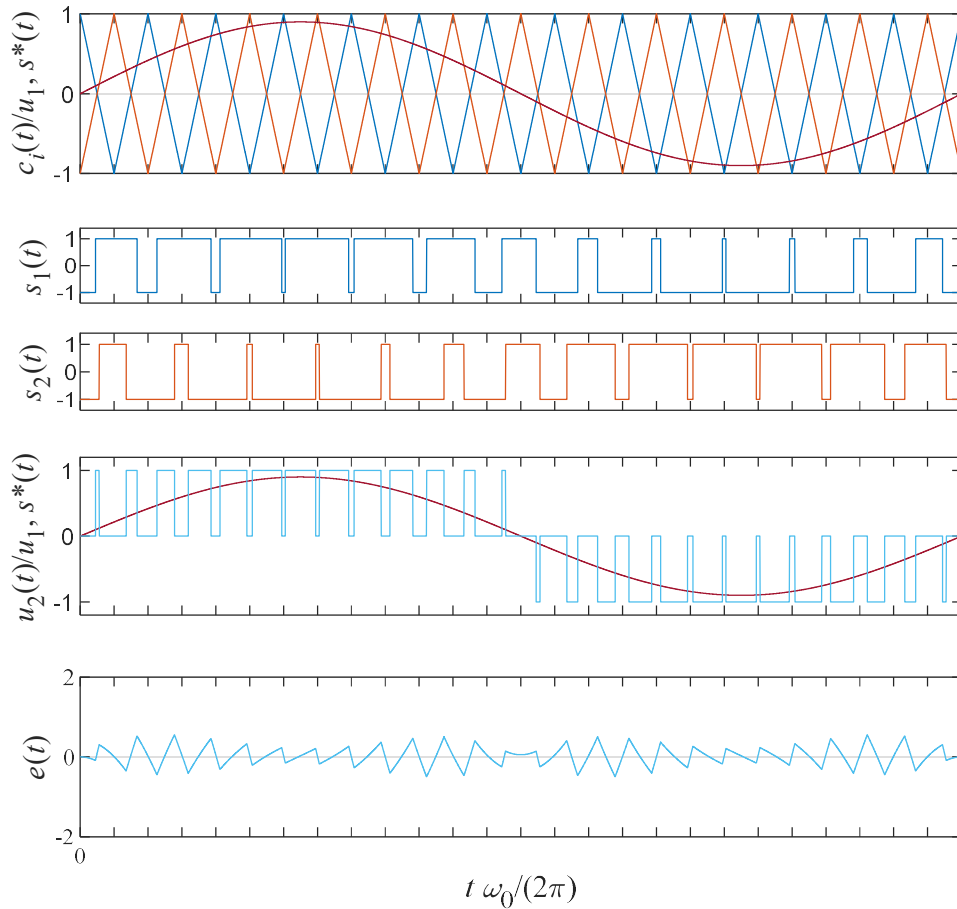 c_i(t)/u_1, s*(t)
1
0
-1
s_1(t)
1
0
-1
s_2(t)
1
0
-1
u_2(t)/u_1, s*(t)
1
0
-1
e(t)
2
0
-2
0
t ω_0/(2π)